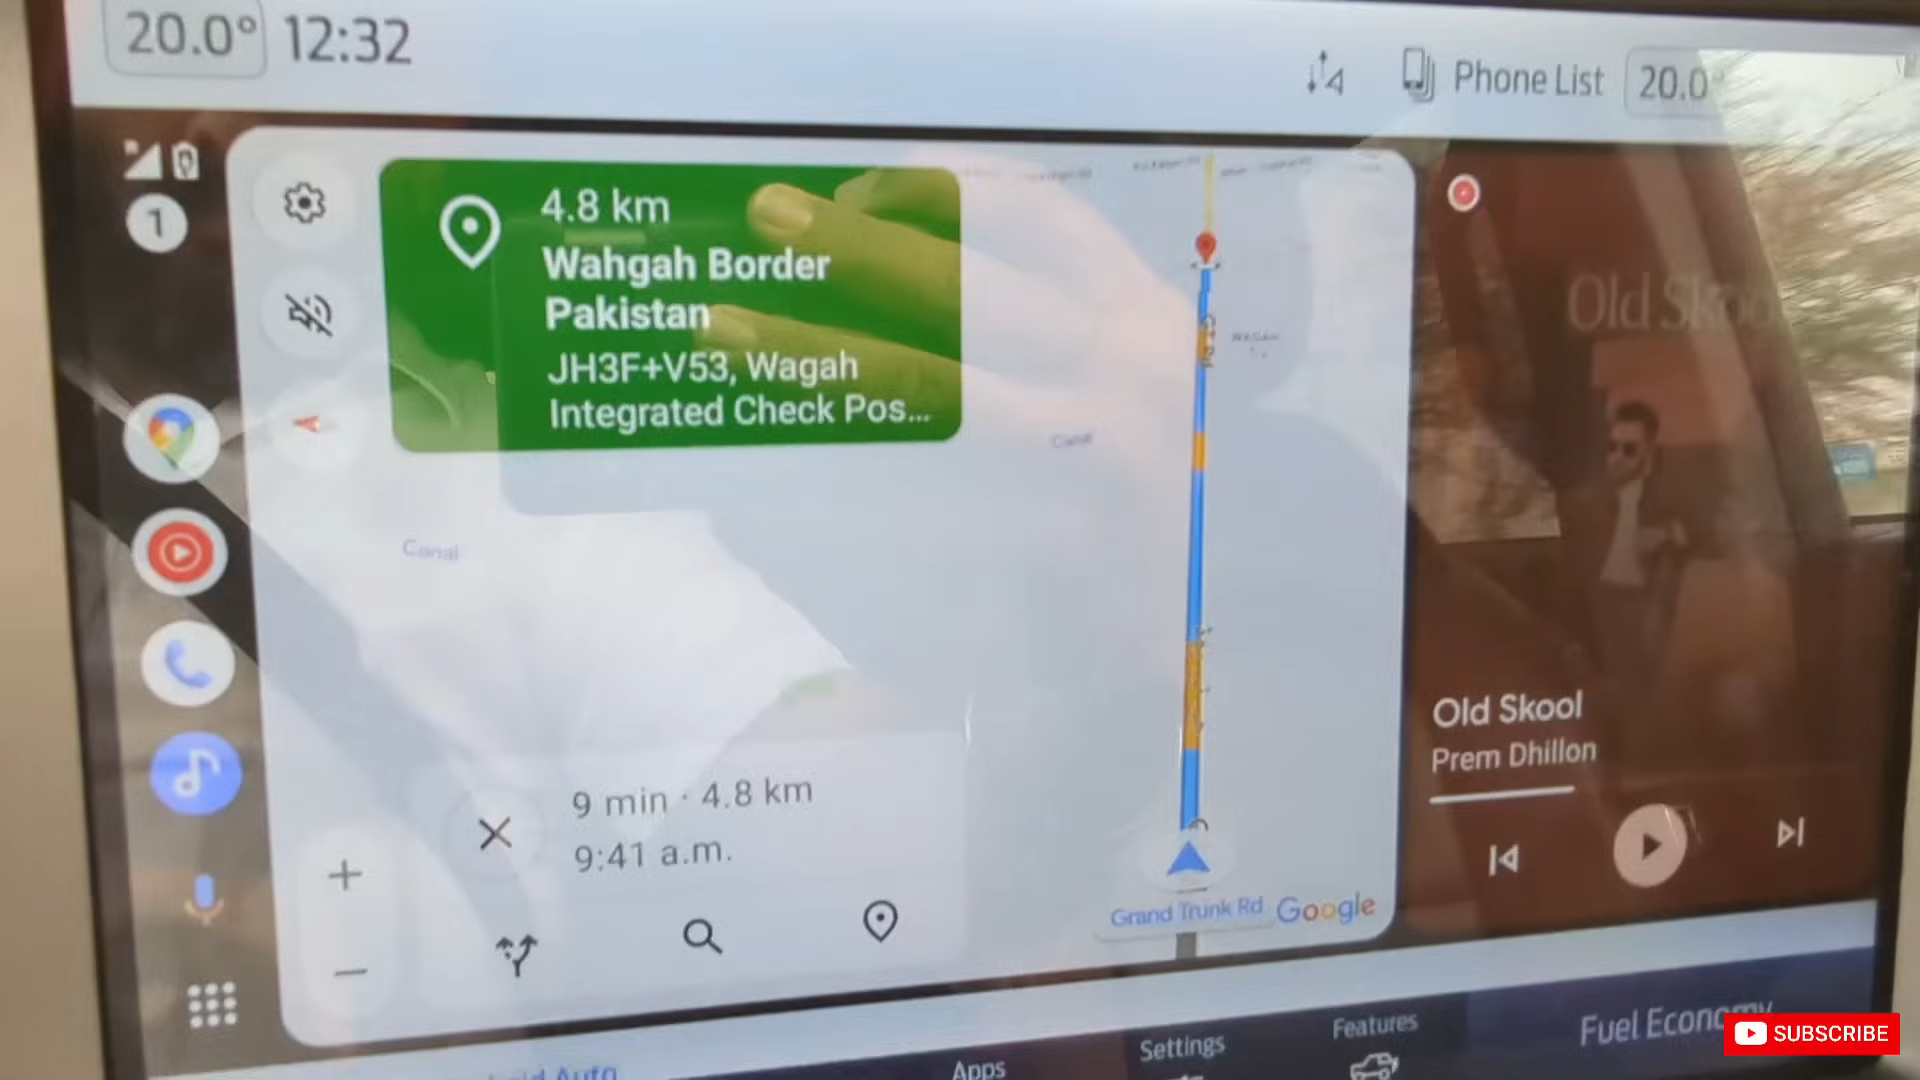 20.0° 12:32
Phone List
20.0°
1
4.8 km
Wahgah Border
Pakistan
JH3F+V53, Wagah
Integrated Check Pos...
Canal
Canal
9 min · 4.8 km
9:41 a.m.
Grand Trunk Rd
Google
Old Skool
Prem Dhillon
Apps
Settings
Features
Fuel Economy
SUBSCRIBE